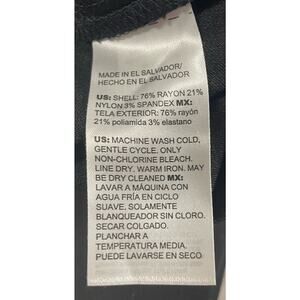 MADE IN EL SALVADOR/
HECHO EN EL SALVADOR
US: SHELL: 76% RAYON 21%
NYLON 3% SPANDEX MX:
TELA EXTERIOR: 76% rayón
21% poliamida 3% elastano
US: MACHINE WASH COLD,
GENTLE CYCLE. ONLY
NON-CHLORINE BLEACH.
LINE DRY. WARM IRON. MAY
BE DRY CLEANED MX:
LAVAR A MÁQUINA CON
AGUA FRÍA EN CICLO
SUAVE, SOLAMENTE
BLANQUEADOR SIN CLORO.
SECAR COLGADO.
PLANCHAR A
TEMPERATURA MEDIA.
PUEDE LAVARSE EN SECO